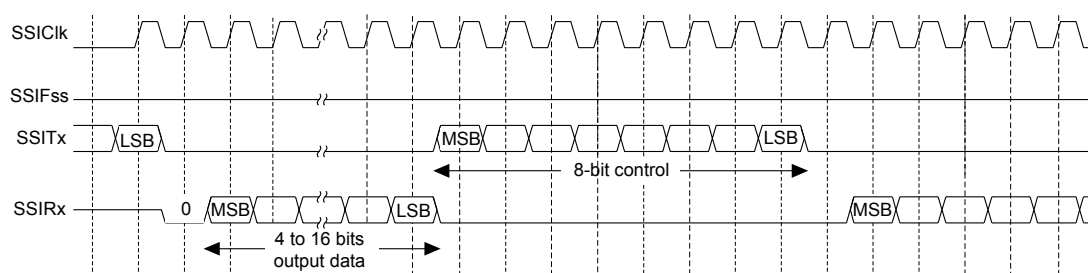 SSIClk
SSIFss
SSITx
LSB
MSB
LSB
8-bit control
SSIRx
0
MSB
LSB
MSB
4 to 16 bits
output data